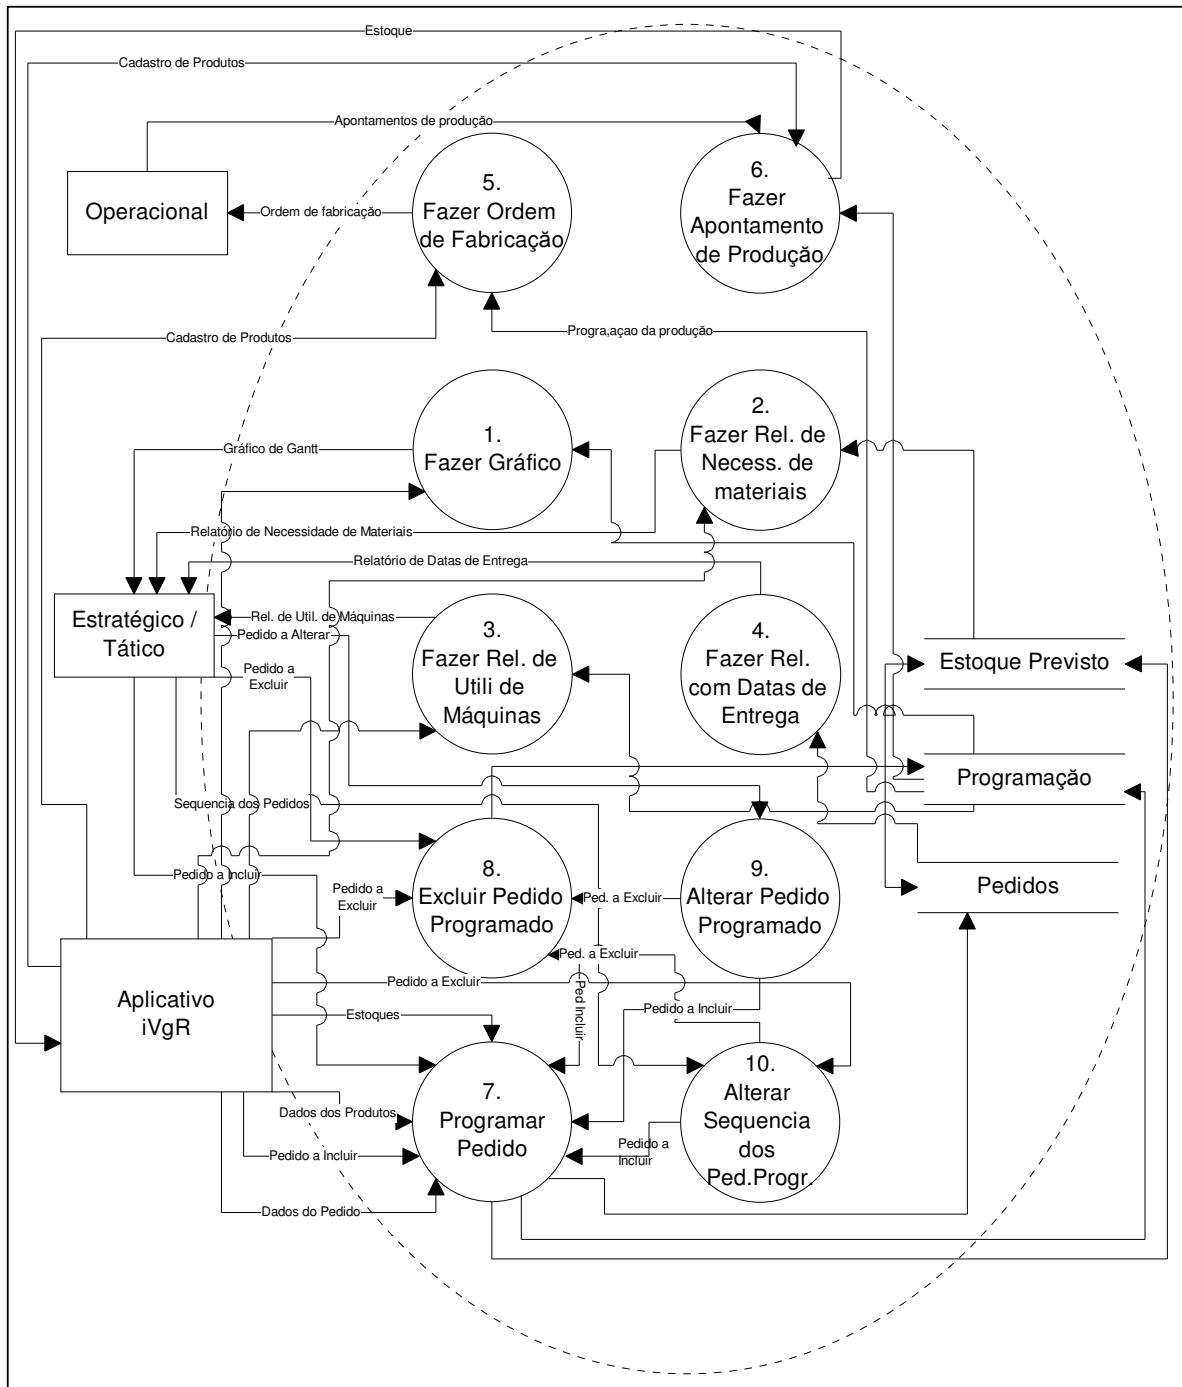 Estoque
Cadastro de Produtos
Apontamentos de produção
Operacional
Ordem de fabricação
5.
Fazer Ordem
de Fabricação
6.
Fazer
Apontamento
de Produção
Cadastro de Produtos
Progra,açao da produção
1.
Fazer Gráfico
2.
Fazer Rel. de
Necess. de
materiais
Gráfico de Gantt
Relatório de Necessidade de Materiais
Relatório de Datas de Entrega
Estratégico /
Tático
Rel. de Util. de Máquinas
Pedido a Alterar
Pedido a
Excluir
3.
Fazer Rel. de
Utili de
Máquinas
4.
Fazer Rel.
com Datas de
Entrega
Estoque Previsto
Programação
Pedidos
Sequencia dos Pedidos
Pedido a Incluir
Pedido a
Excluir
8.
Excluir Pedido
Programado
Ped. a Excluir
9.
Alterar Pedido
Programado
Ped. a Excluir
Ped Incluir
Aplicativo
iVgR
Pedido a Excluir
Estoques
Pedido a Incluir
7.
Programar
Pedido
10.
Alterar
Sequencia
dos
Ped.Progr.
Dados dos Produtos
Pedido a Incluir
Pedido a
Incluir
Dados do Pedido